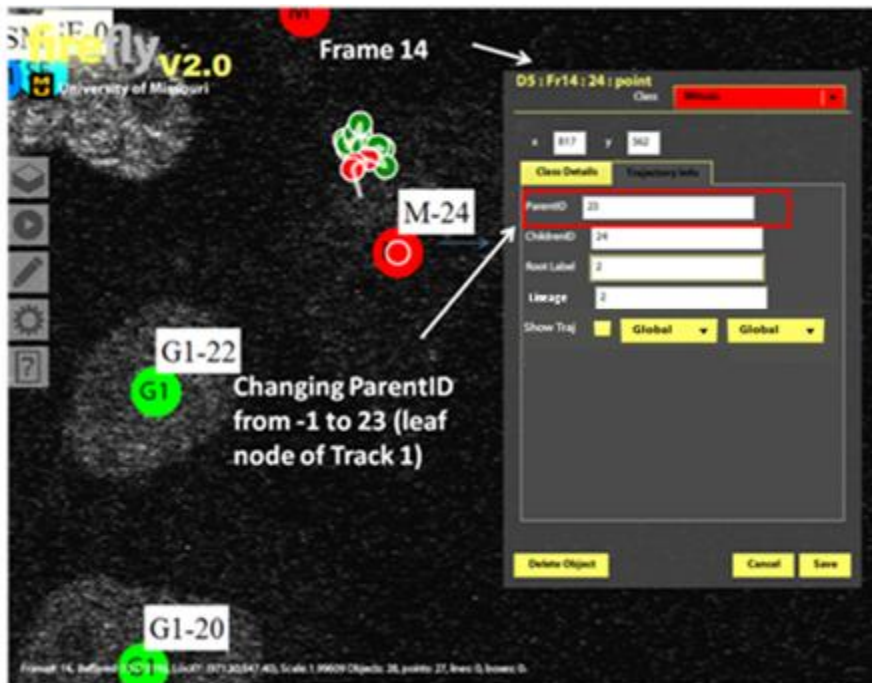 firefly V2.0
University of Missouri
Frame 14
D5 : Fr14 : 24 : point
Class Mitosis
x 817 y 562
Class Details Trajectory Info
ParentID 23
ChildrenID 24
Root Label 2
Lineage 2
Show Traj Global Global
M-24
G1-22
G1
Changing ParentID
from -1 to 23 (leaf
node of Track 1)
Delete Object Cancel Save
G1-20
G1